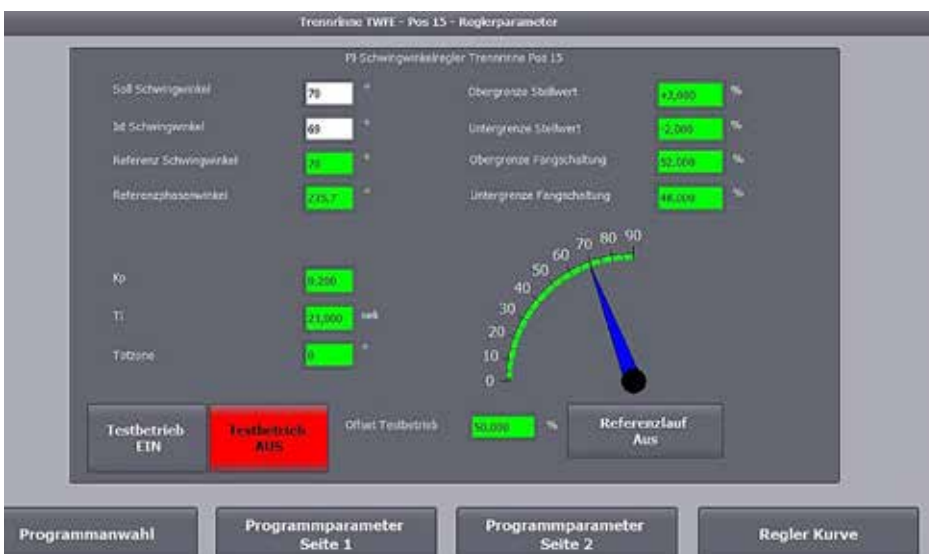 Trennrinne TWFE - Pos 15 - Reglerparameter
PI-Schwingwinkelregler Trennrinne Pos 15
Soll Schwingwinkel 70 °
Ist Schwingwinkel 69 °
Referenz Schwingwinkel 70 °
Referenzphasenwinkel 235,7 °
Obergrenze Stellwert +2,000 %
Untergrenze Stellwert -2,000 %
Obergrenze Fangschaltung 52,000 %
Untergrenze Fangschaltung 48,000 %
Kp 0,200
Ti 21,000 sek
Totzone 0 °
0 10 20 30 40 50 60 70 80 90
Testbetrieb
EIN
Testbetrieb
AUS
Offset Testbetrieb 50,000 %
Referenzlauf
Aus
Programmanwahl
Programmparameter
Seite 1
Programmparameter
Seite 2
Regler Kurve